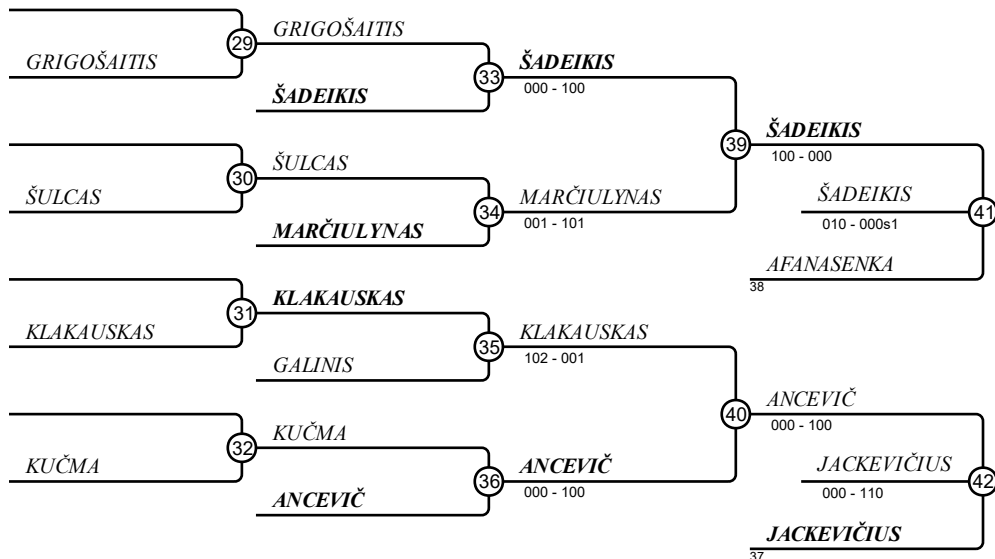 GRIGOŠAITIS
29
GRIGOŠAITIS
33
ŠADEIKIS
000 - 100
ŠADEIKIS
39
ŠADEIKIS
100 - 000
ŠULCAS
30
ŠULCAS
34
MARČIULYNAS
001 - 101
MARČIULYNAS
ŠADEIKIS
010 - 000s1
41
AFANASENKA
38
KLAKAUSKAS
31
KLAKAUSKAS
35
KLAKAUSKAS
102 - 001
GALINIS
40
ANCEVIČ
000 - 100
KUČMA
32
KUČMA
36
ANCEVIČ
000 - 100
ANCEVIČ
JACKEVIČIUS
000 - 110
42
JACKEVIČIUS
37